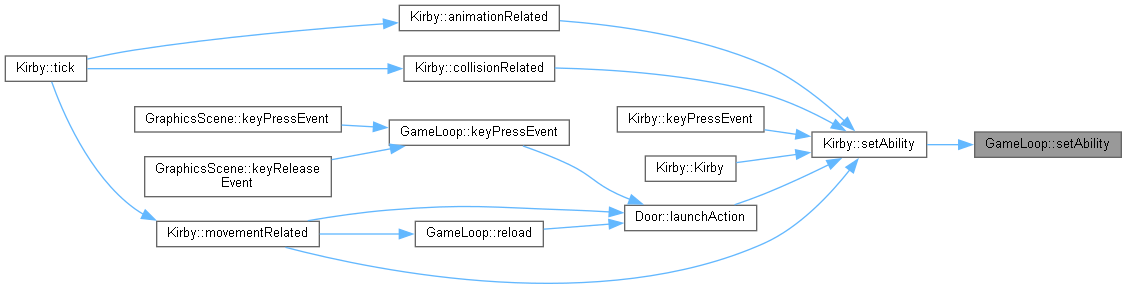 Kirby::animationRelated
Kirby::tick
Kirby::collisionRelated
GraphicsScene::keyPressEvent
GameLoop::keyPressEvent
Kirby::keyPressEvent
Kirby::setAbility
GameLoop::setAbility
GraphicsScene::keyRelease
Event
Kirby::Kirby
Door::launchAction
Kirby::movementRelated
GameLoop::reload